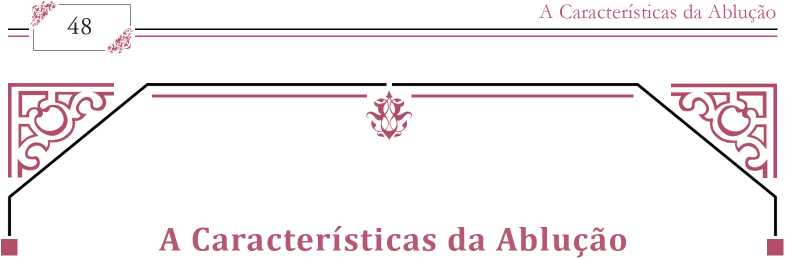 48
A Características da Ablução
A Características da Ablução